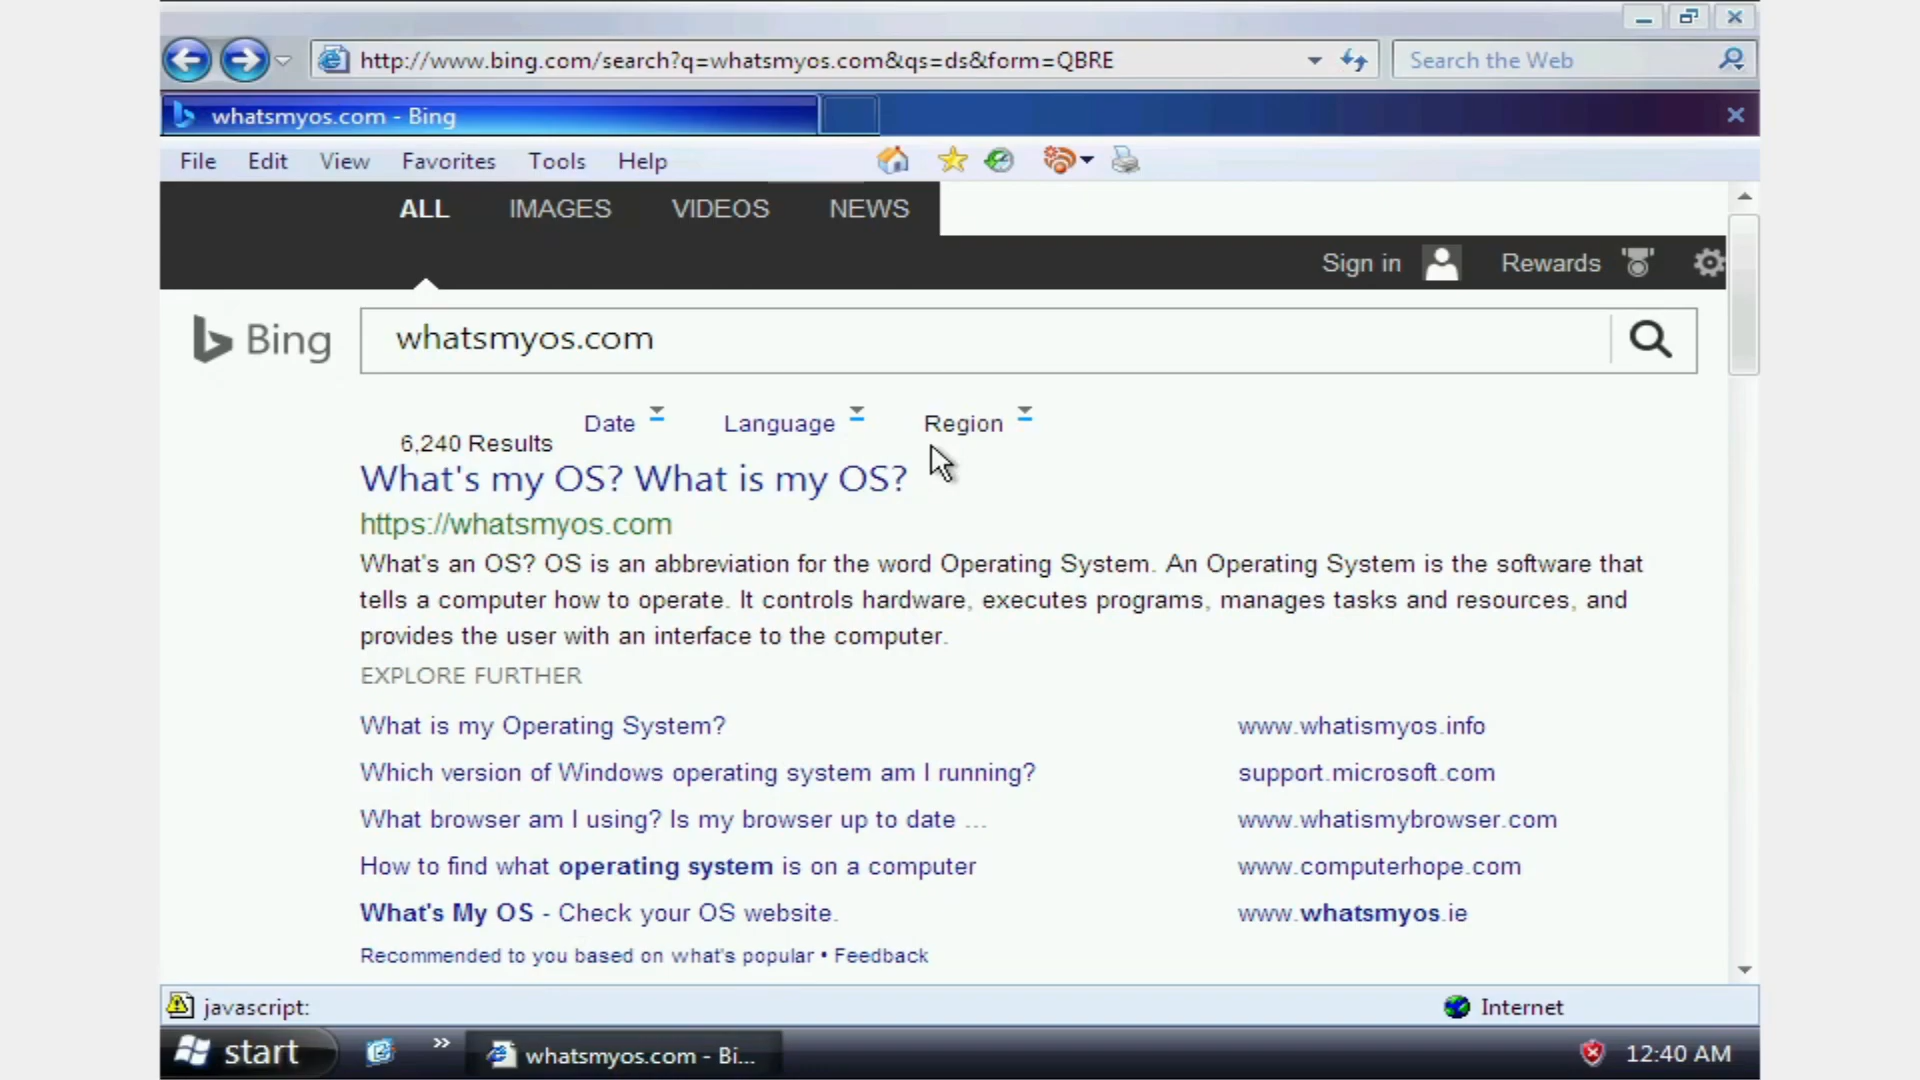 http://www.bing.com/search?q=whatsmyos.com&qs=ds&form=QBRE
Search the Web
whatsmyos.com - Bing
File Edit View Favorites Tools Help
ALL IMAGES VIDEOS NEWS
Sign in Rewards
Bing whatsmyos.com
Date Language Region
6,240 Results
What's my OS? What is my OS?
https://whatsmyos.com
What's an OS? OS is an abbreviation for the word Operating System. An Operating System is the software that
tells a computer how to operate. It controls hardware, executes programs, manages tasks and resources, and
provides the user with an interface to the computer.
EXPLORE FURTHER
What is my Operating System? www.whatismyos.info
Which version of Windows operating system am I running? support.microsoft.com
What browser am I using? Is my browser up to date ... www.whatismybrowser.com
How to find what operating system is on a computer www.computerhope.com
What's My OS - Check your OS website. www.whatsmyos.ie
Recommended to you based on what's popular • Feedback
javascript: Internet
start whatsmyos.com - Bi... 12:40 AM